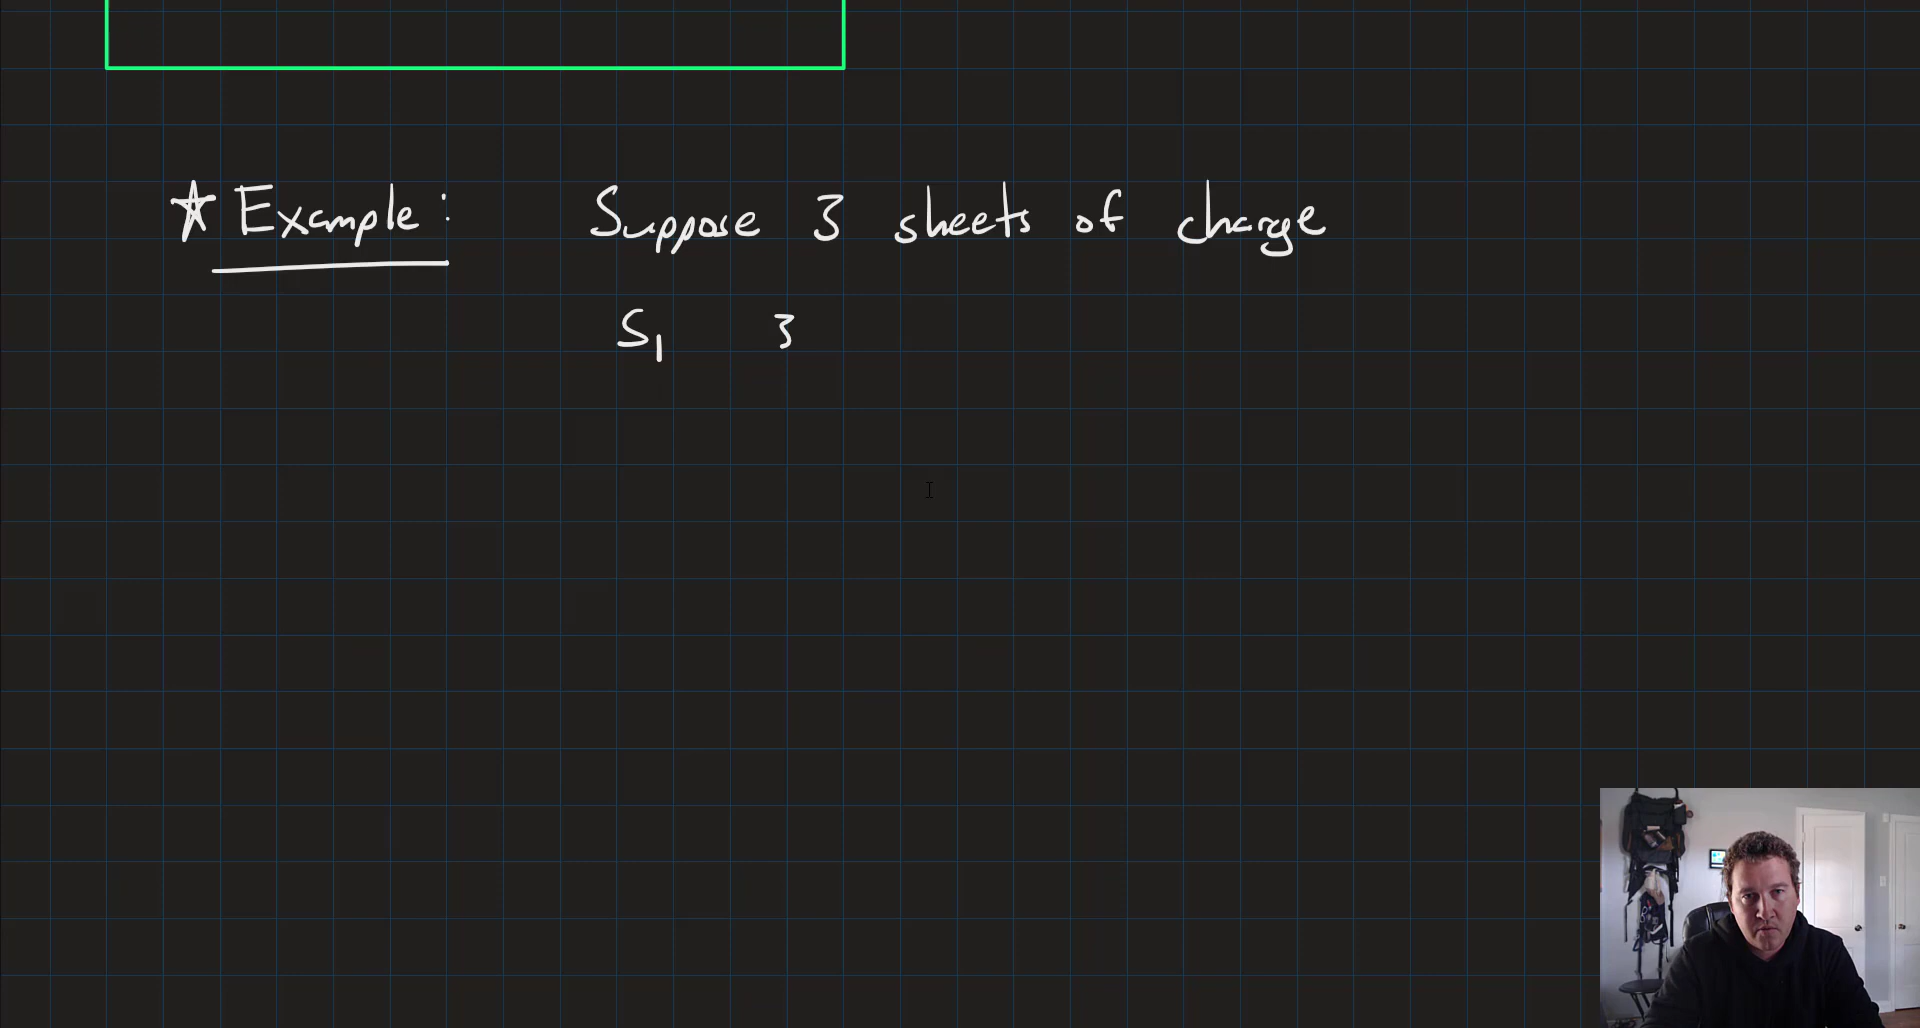 ★ Example: Suppose 3 sheets of charge
S₁ 3